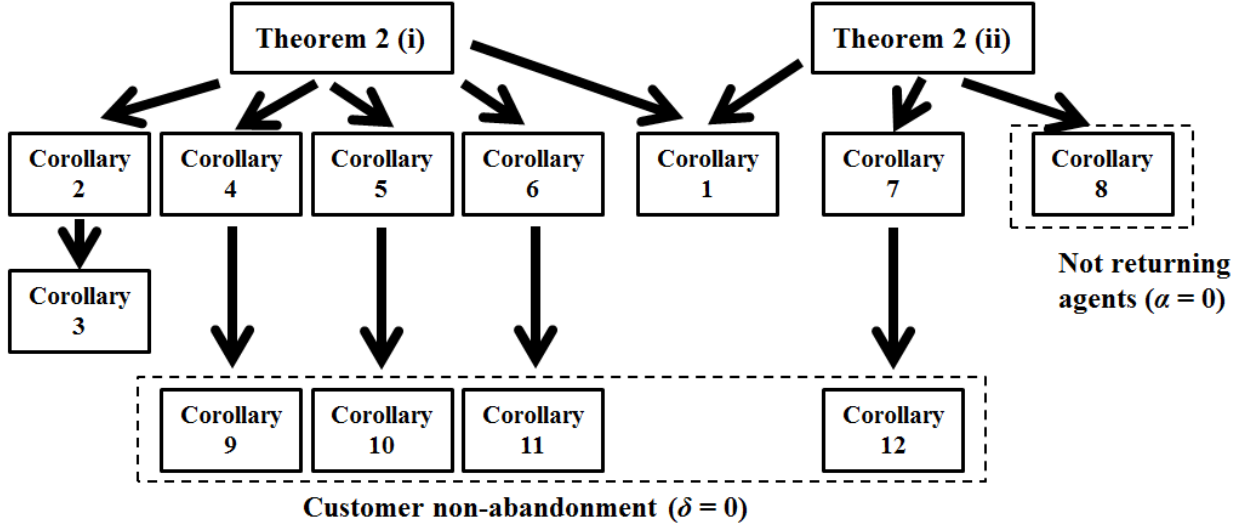 Theorem 2 (i)
Theorem 2 (ii)
Corollary
2
Corollary
4
Corollary
5
Corollary
6
Corollary
1
Corollary
7
Corollary
8
Not returning
agents (α = 0)
Corollary
3
Corollary
9
Corollary
10
Corollary
11
Corollary
12
Customer non-abandonment (δ = 0)